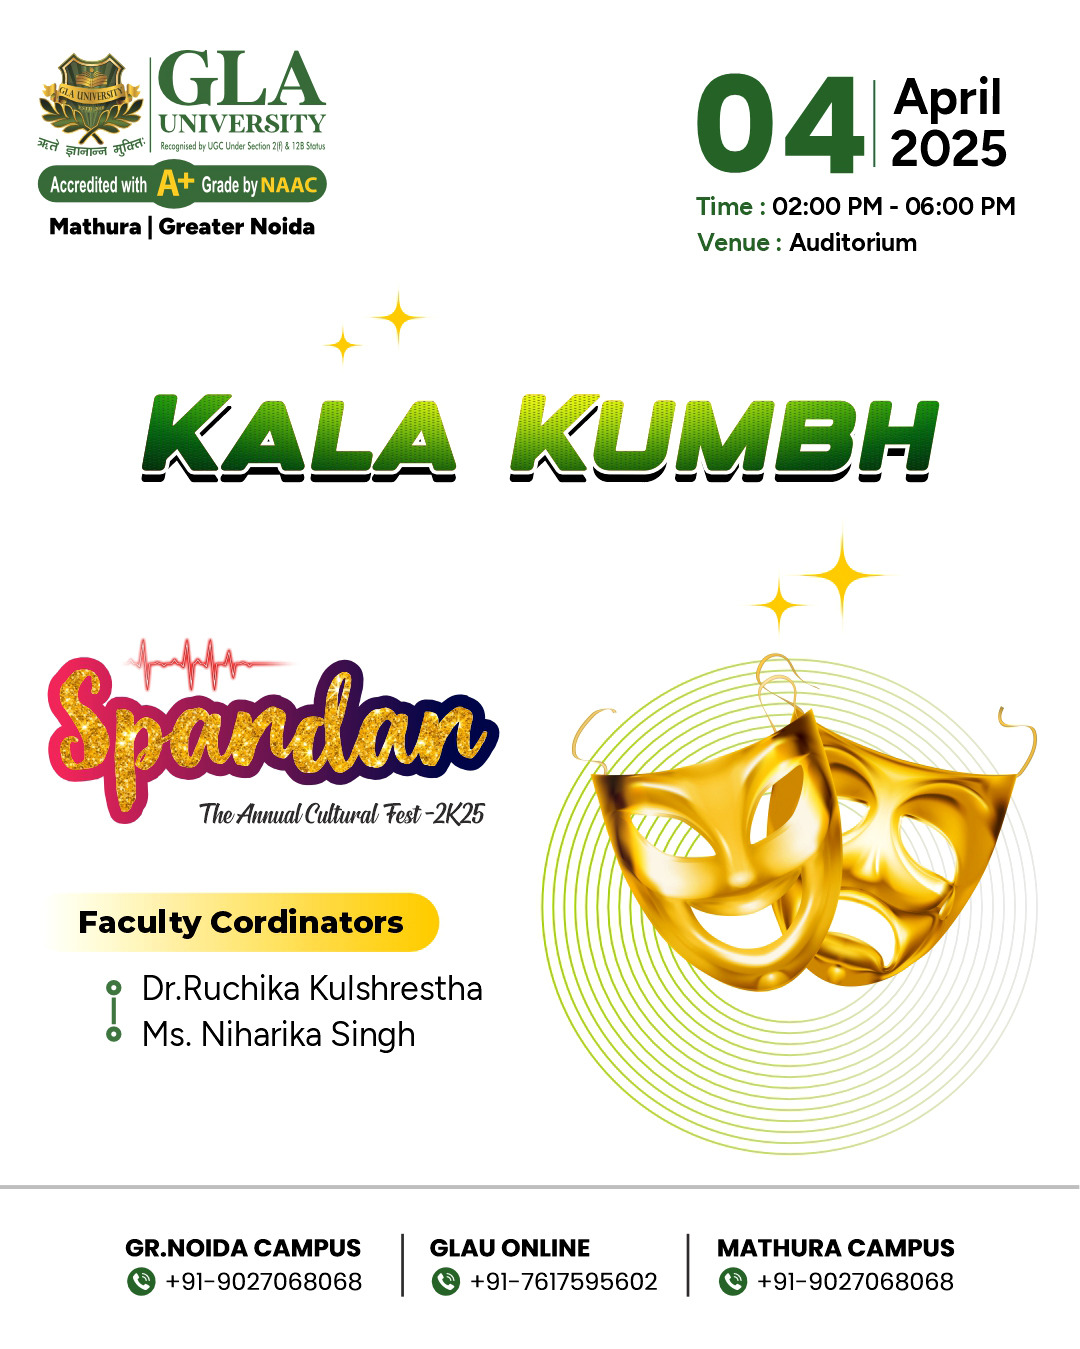 GLA UNIVERSITY
ऋते ज्ञानान्न मुक्तिः
GLA
UNIVERSITY
Recognised by UGC Under Section 2(f) & 12B Status
Accredited with A+ Grade by NAAC
Mathura | Greater Noida
04
April
2025
Time : 02:00 PM - 06:00 PM
Venue : Auditorium
KALA KUMBH
Spandan
The Annual Cultural Fest -2K25
Faculty Cordinators
Dr.Ruchika Kulshrestha
Ms. Niharika Singh
GR.NOIDA CAMPUS
+91-9027068068
GLAU ONLINE
+91-7617595602
MATHURA CAMPUS
+91-9027068068